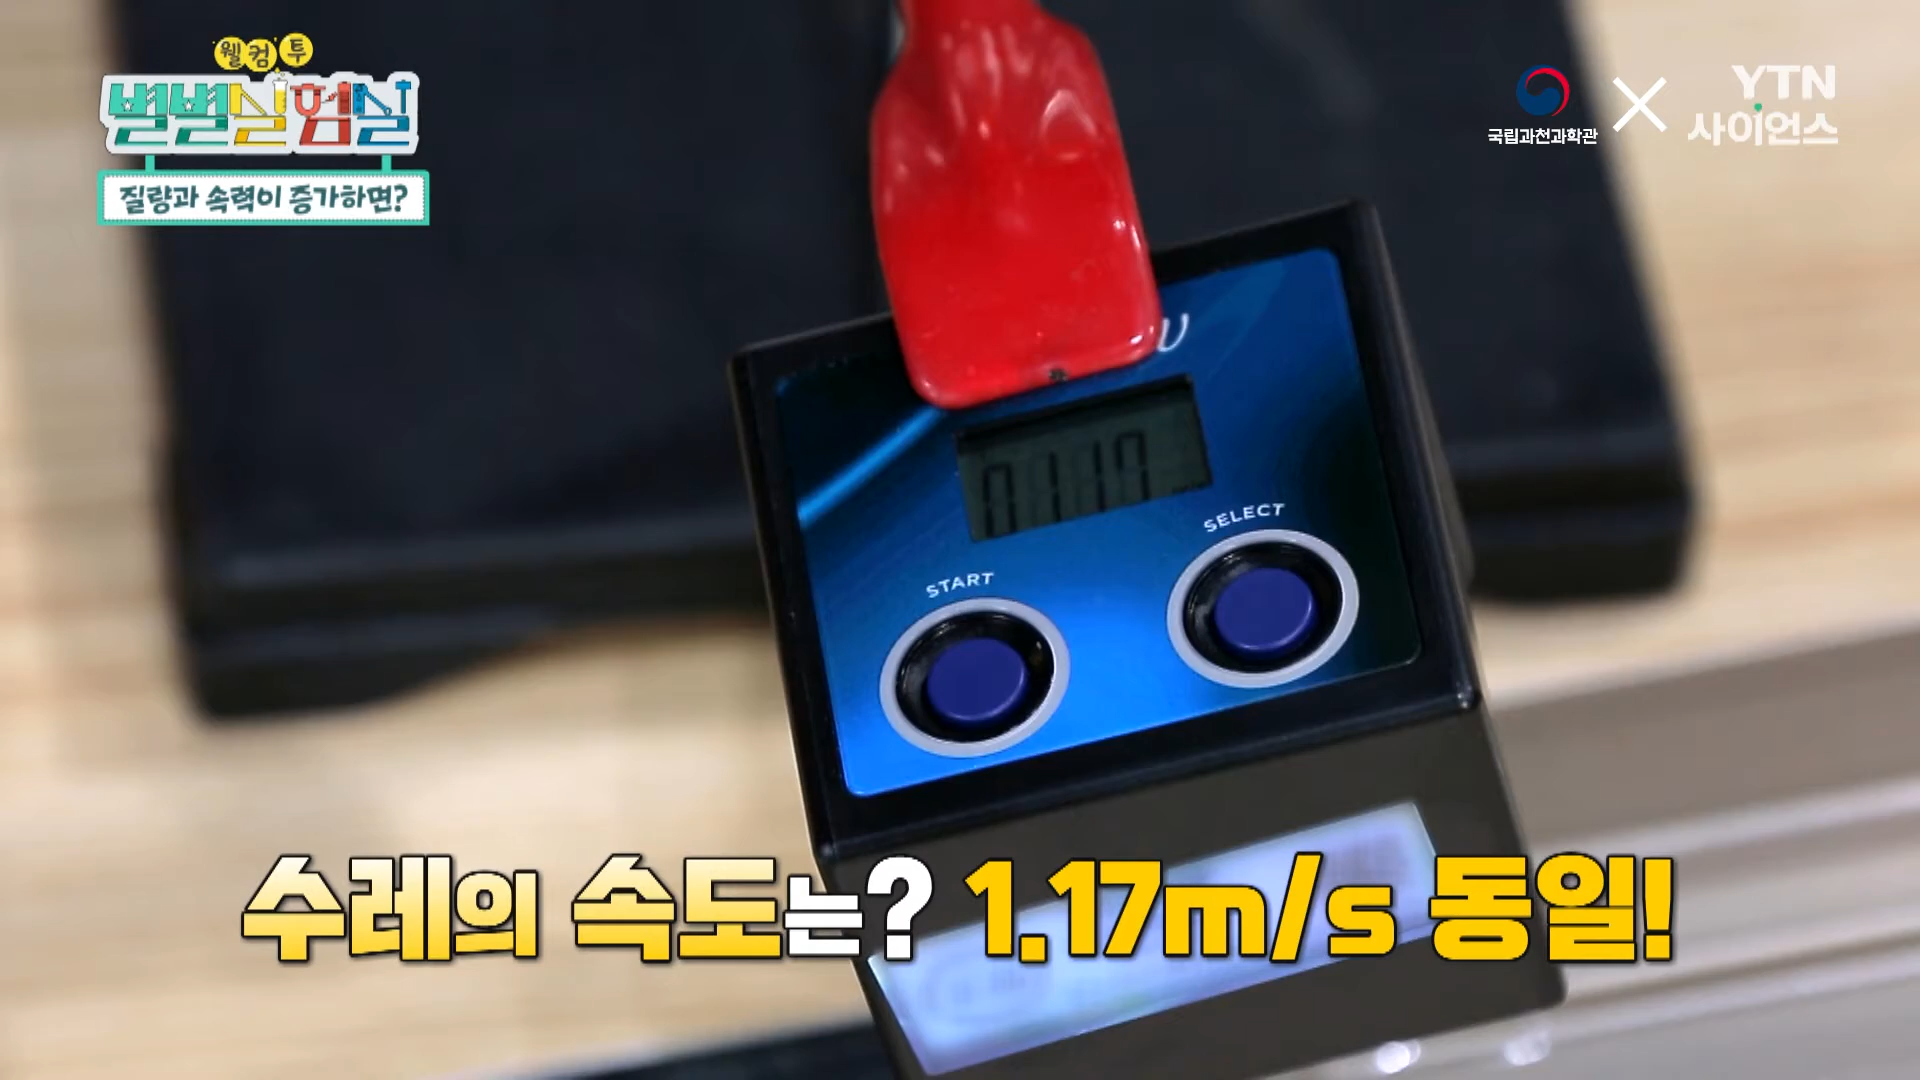 웰컴투
별별실험실
질량과 속력이 증가하면?
국립과천과학관
YTN
사이언스
SELECT
START
수레의 속도는? 1.17m/s 동일!